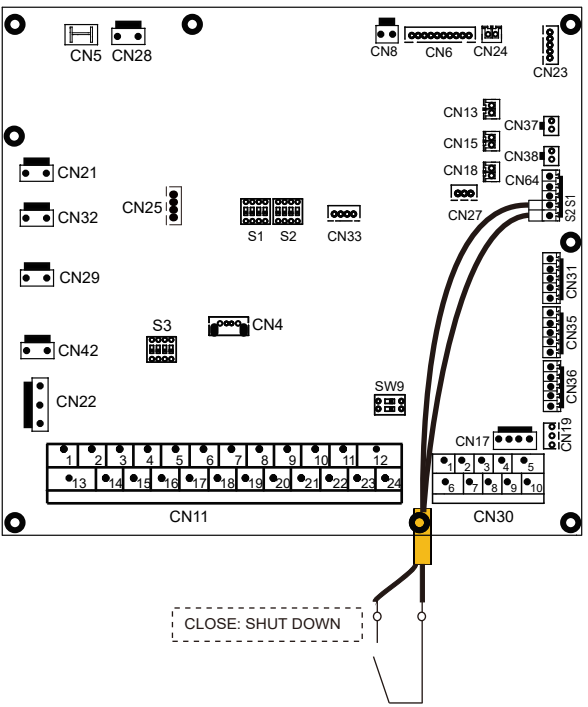 CN5 CN28 CN8 CN6 CN24 CN23
CN13
CN15
CN18
CN37
CN38
CN64
CN27
S2 S1
CN21
CN32
CN29
CN42
CN22
CN25
S1 S2 CN33
S3
CN4
SW9
CN31
CN35
CN36
CN19
CN17
1 2 3 4 5 6 7 8 9 10 11 12
13 14 15 16 17 18 19 20 21 22 23 24
CN11
1 2 3 4 5
6 7 8 9 10
CN30
CLOSE: SHUT DOWN